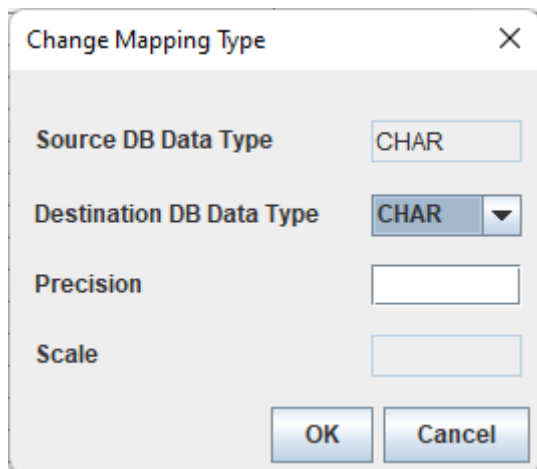 Change Mapping Type
Source DB Data Type CHAR
Destination DB Data Type CHAR
Precision
Scale
OK Cancel